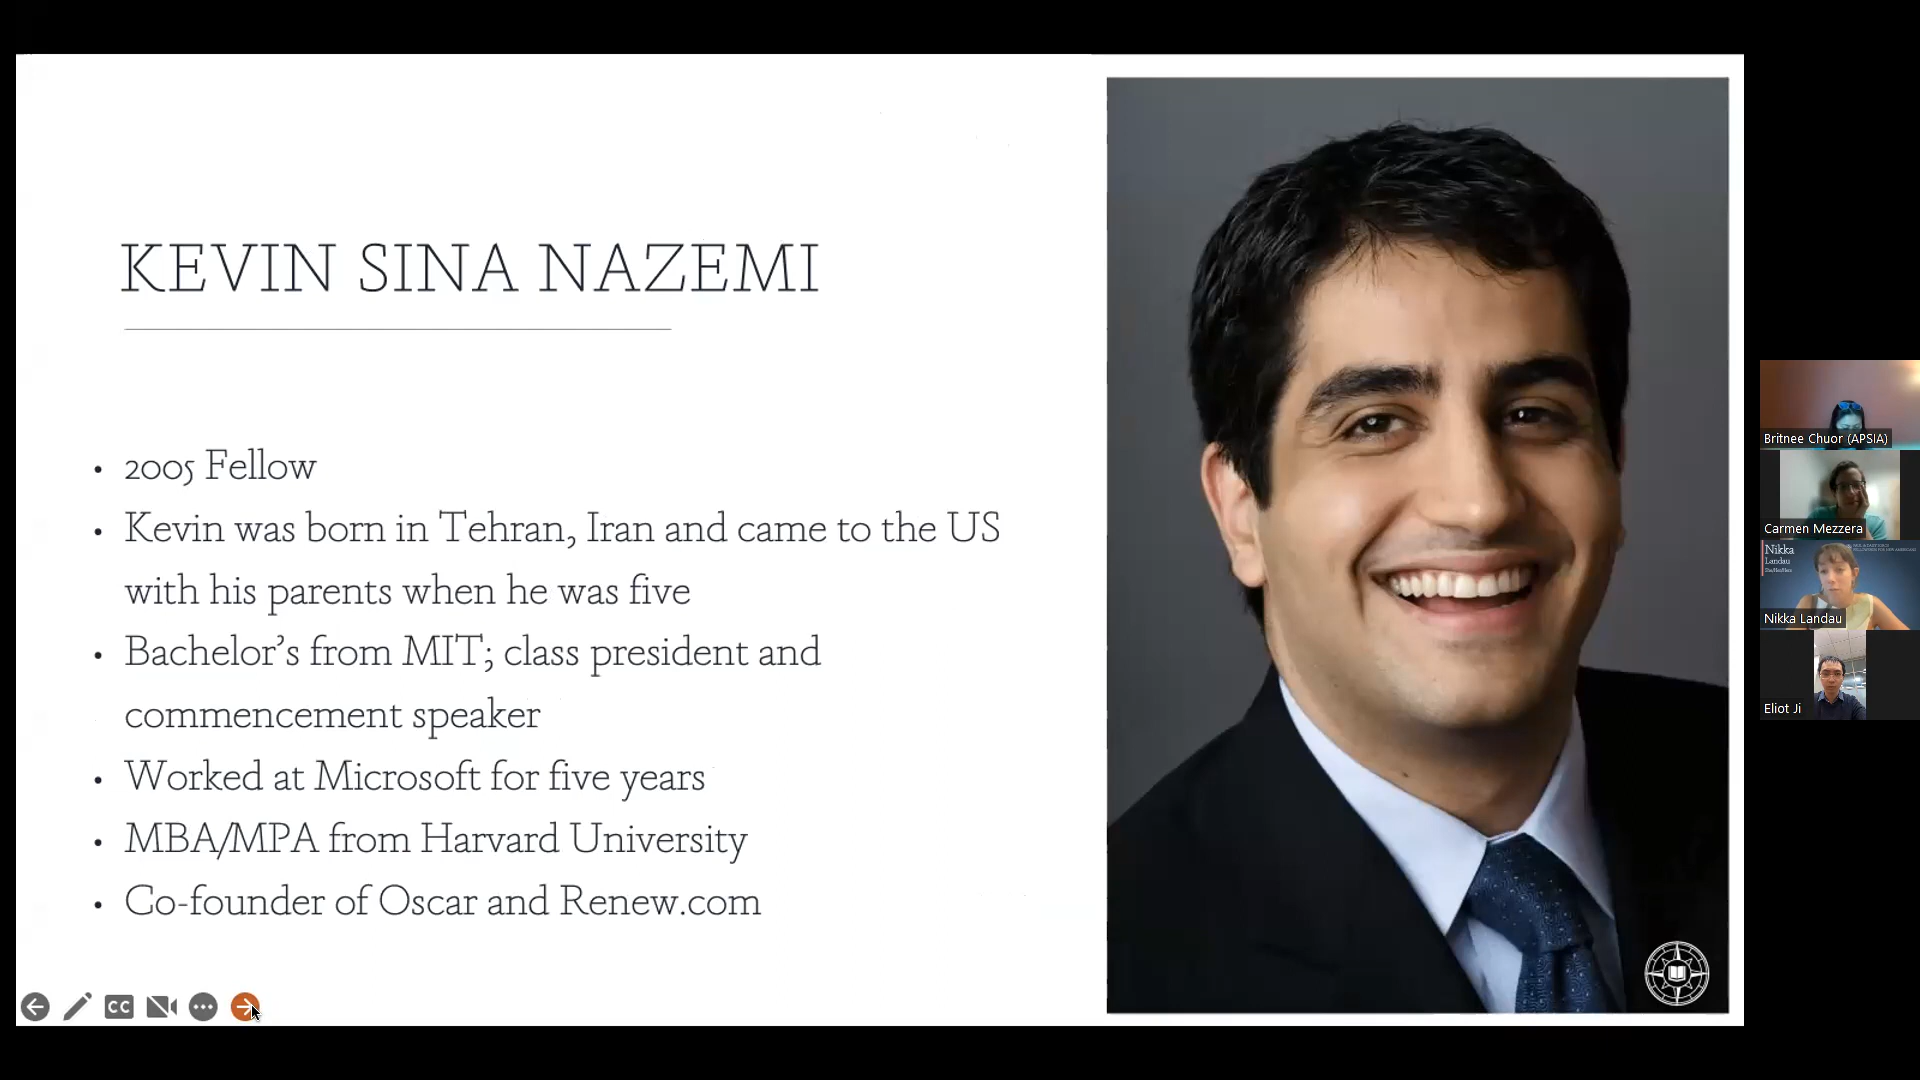 KEVIN SINA NAZEMI
• 2005 Fellow
• Kevin was born in Tehran, Iran and came to the US
with his parents when he was five
• Bachelor’s from MIT; class president and
commencement speaker
• Worked at Microsoft for five years
• MBA/MPA from Harvard University
• Co-founder of Oscar and Renew.com
CC
Britnee Chuor (APSIA)
Carmen Mezzera
Nikka
Landau
Nikka Landau
Eliot Ji